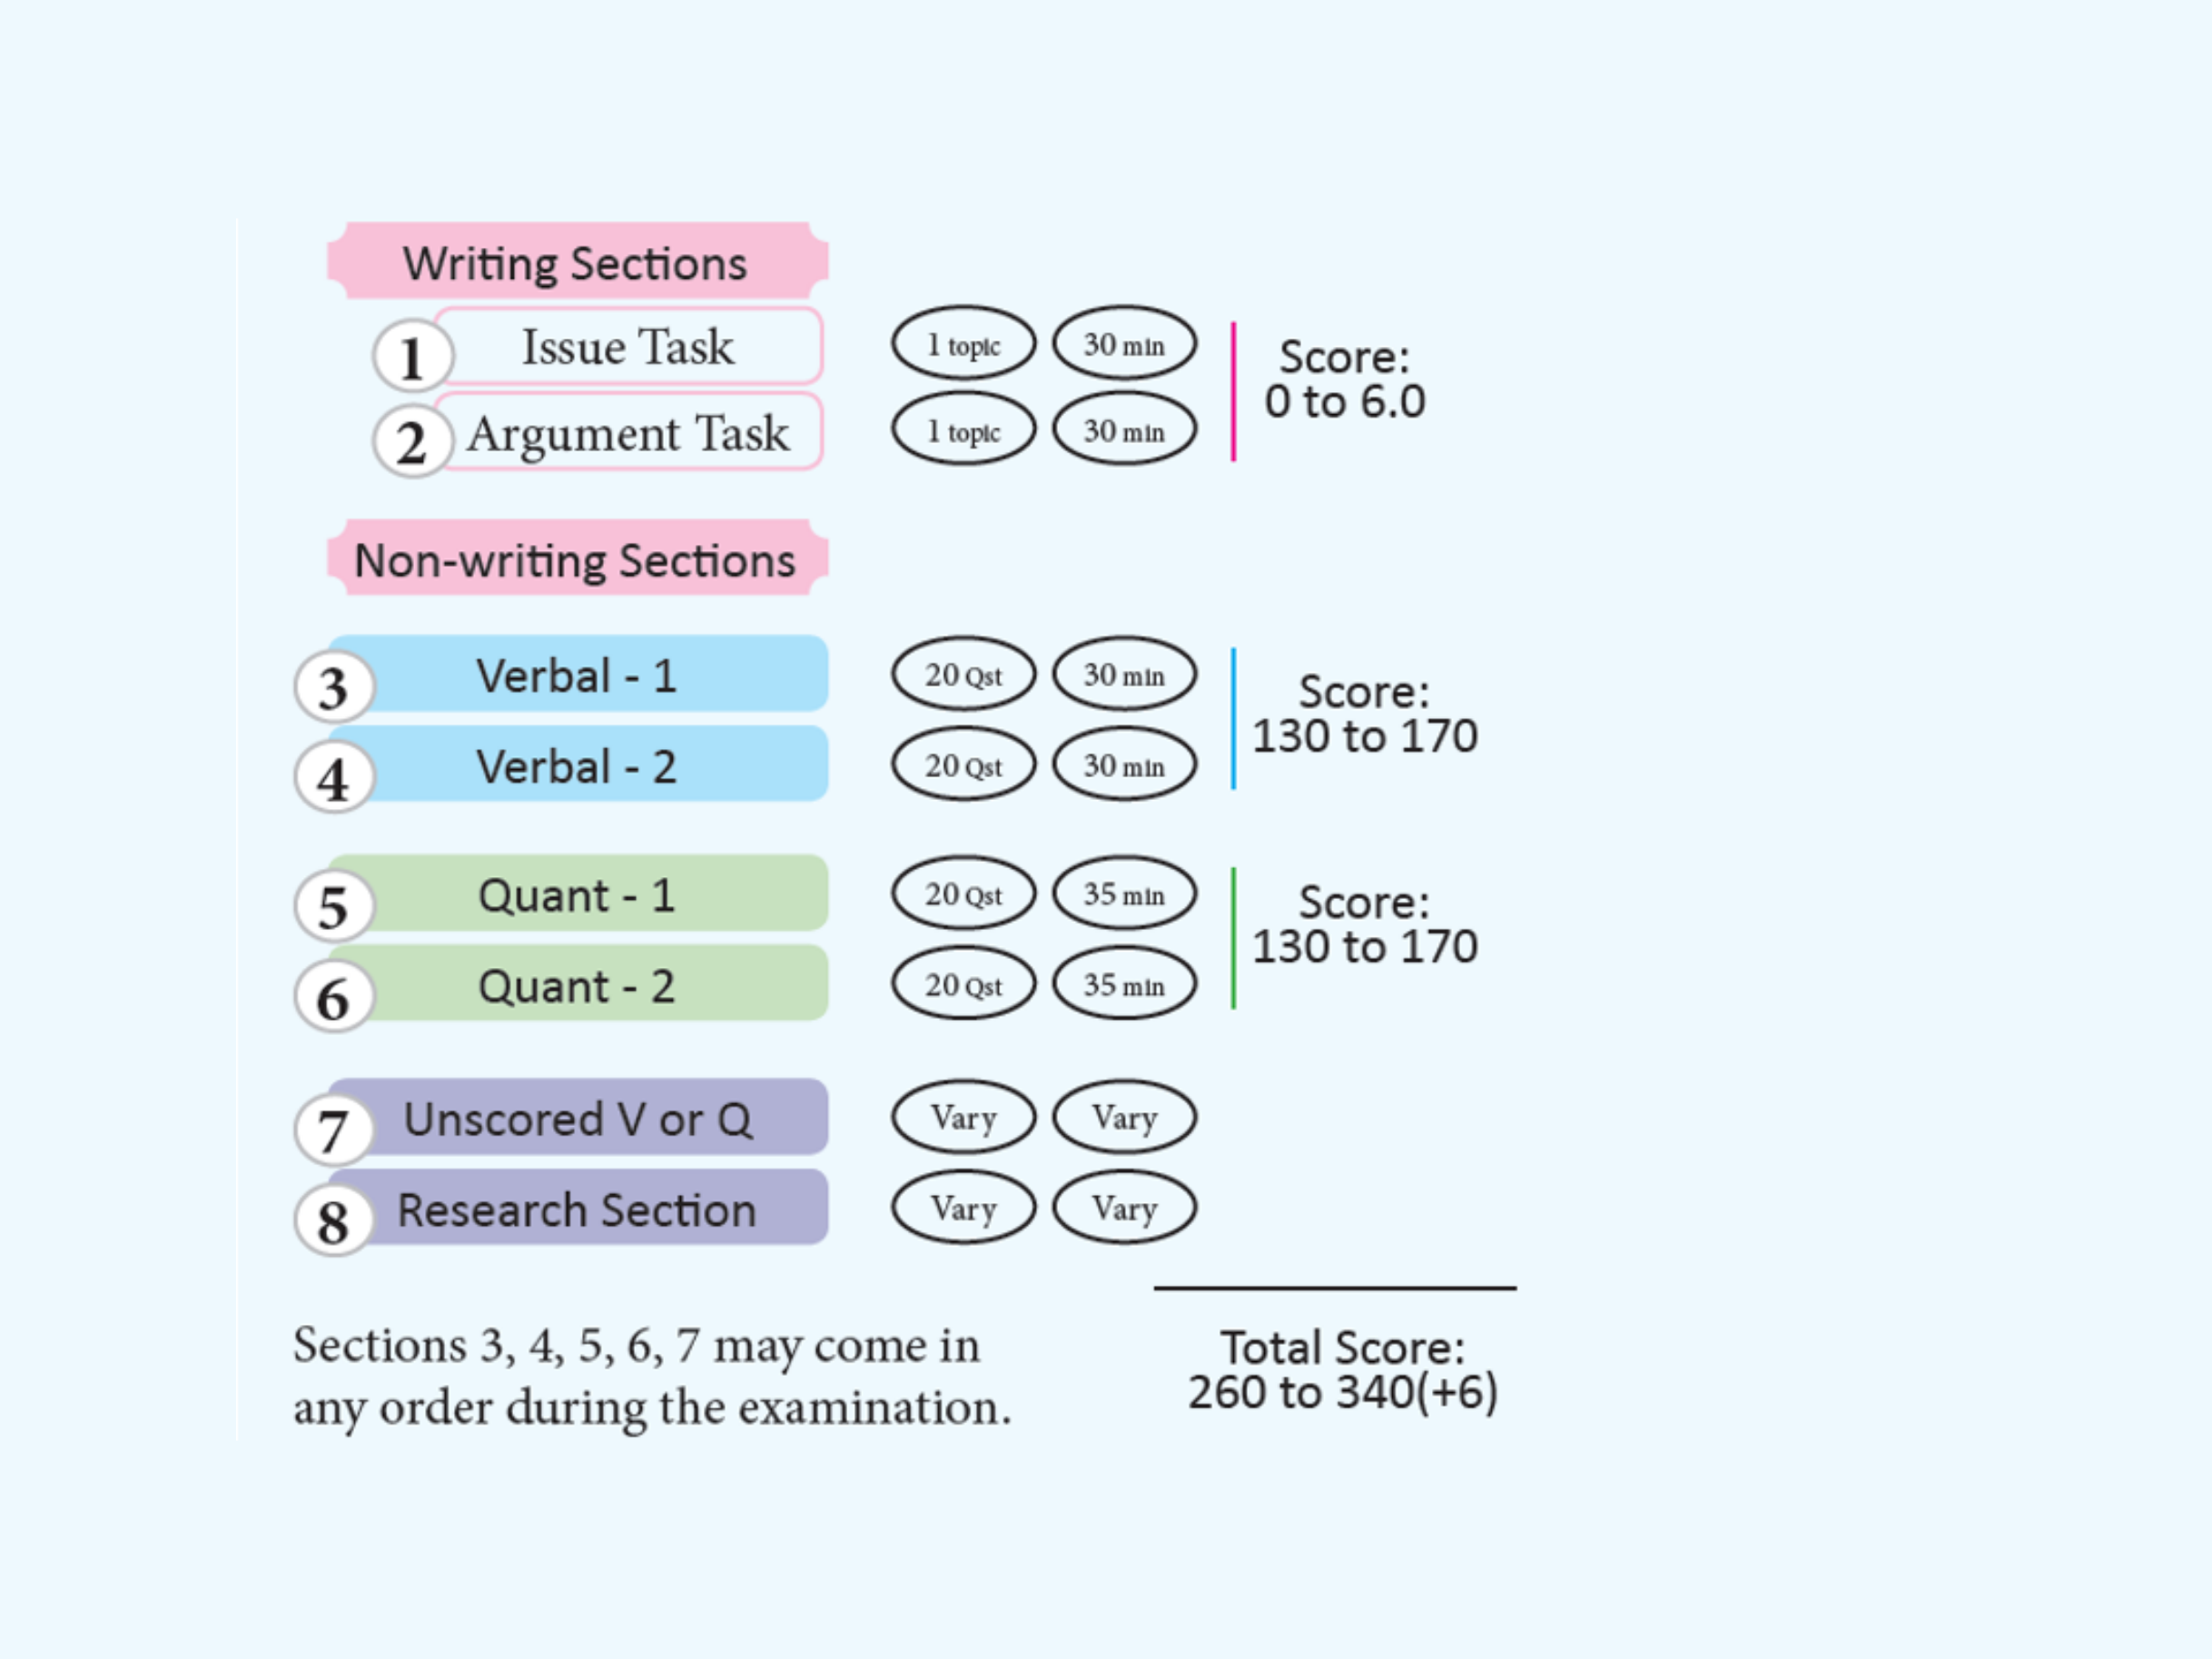 Writing Sections
1 Issue Task 1 topic 30 min
2 Argument Task 1 topic 30 min
Score:
0 to 6.0
Non-writing Sections
3 Verbal - 1 20 Qst 30 min
4 Verbal - 2 20 Qst 30 min
Score:
130 to 170
5 Quant - 1 20 Qst 35 min
6 Quant - 2 20 Qst 35 min
Score:
130 to 170
7 Unscored V or Q Vary Vary
8 Research Section Vary Vary
Sections 3, 4, 5, 6, 7 may come in
any order during the examination.
Total Score:
260 to 340(+6)